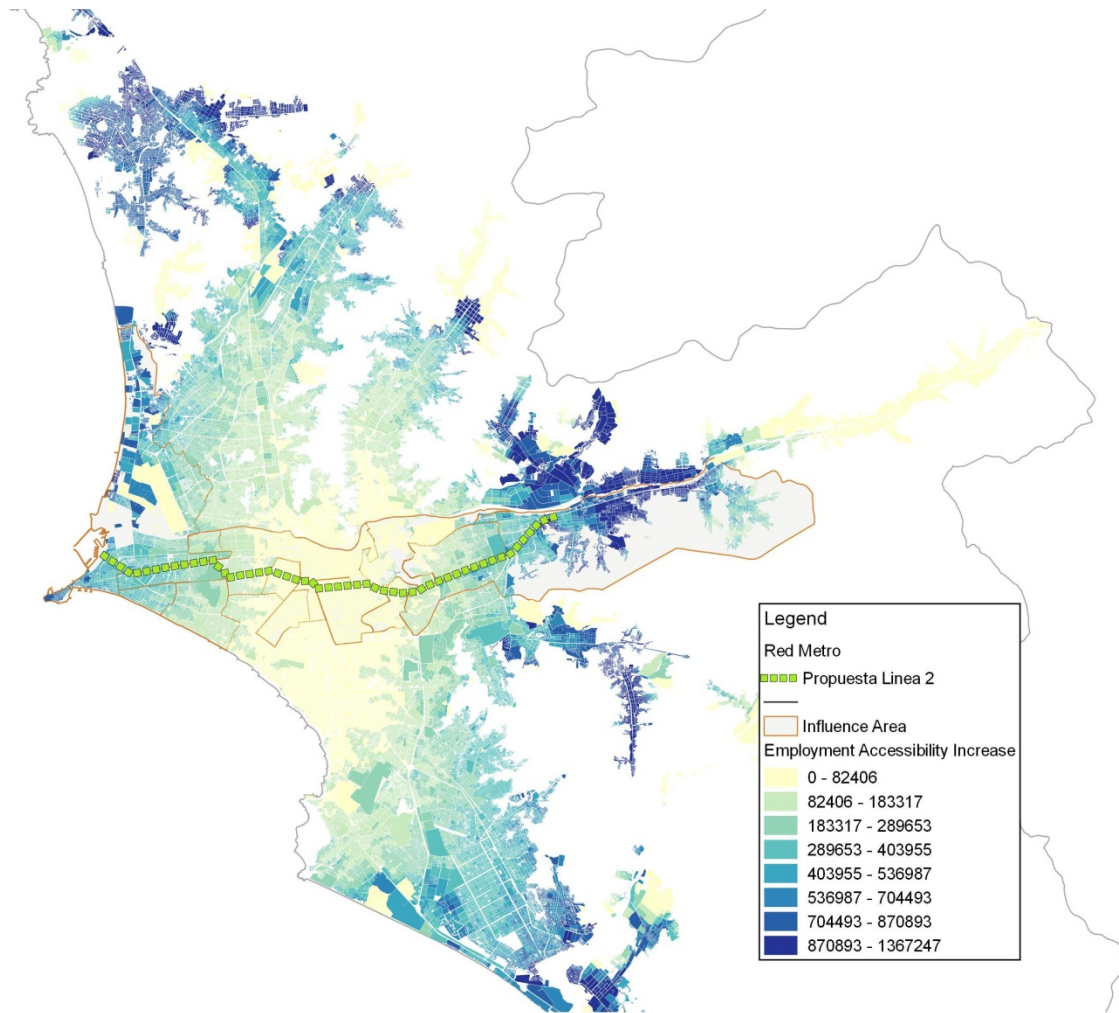 Legend
Red Metro
Propuesta Linea 2
Influence Area
Employment Accessibility Increase
0 - 82406
82406 - 183317
183317 - 289653
289653 - 403955
403955 - 536987
536987 - 704493
704493 - 870893
870893 - 1367247